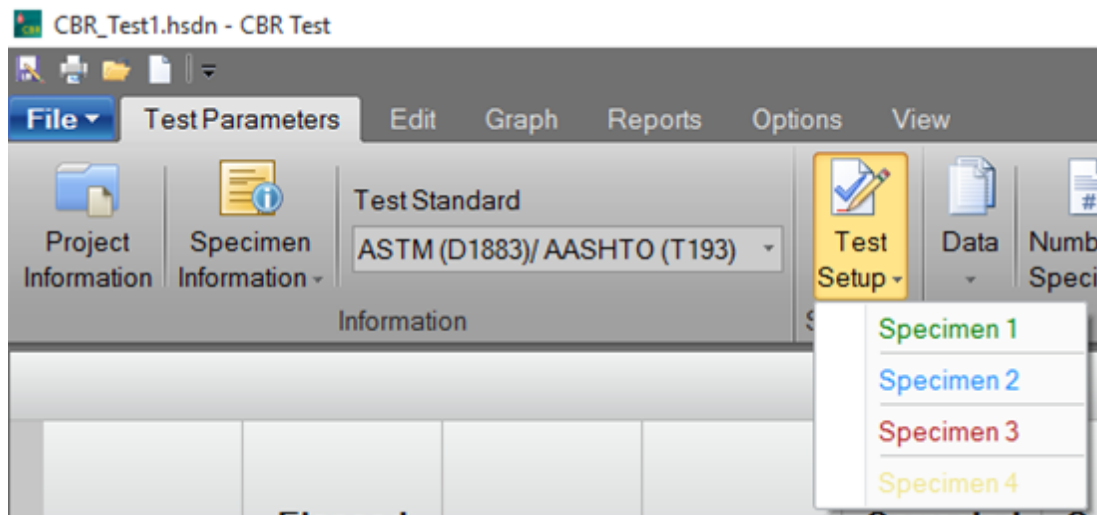 CBR_Test1.hsdn - CBR Test
File Test Parameters Edit Graph Reports Options View
Project Information
Specimen Information
Test Standard
ASTM (D1883)/ AASHTO (T193)
Information
Test Setup
Data
Specimen 1
Specimen 2
Specimen 3
Specimen 4